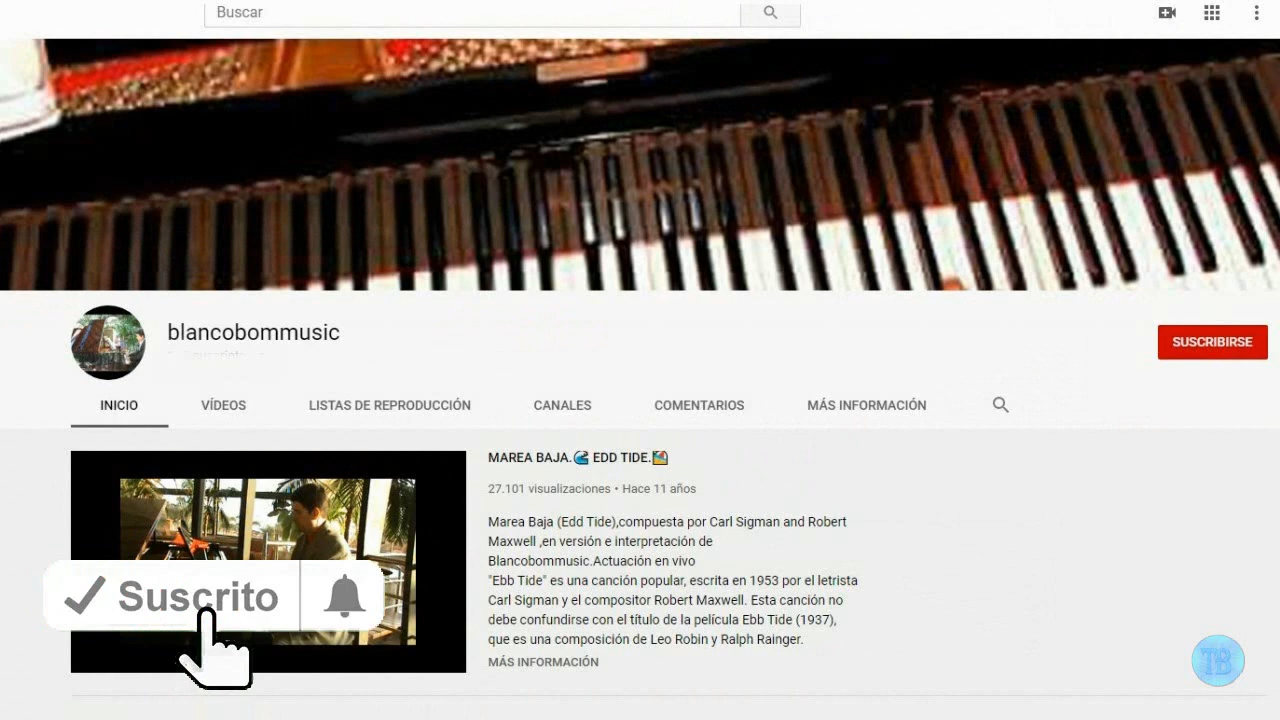 Buscar
blancobommusic
SUSCRIBIRSE
INICIO VÍDEOS LISTAS DE REPRODUCCIÓN CANALES COMENTARIOS MÁS INFORMACIÓN
MAREA BAJA.🌊 EDD TIDE.🏖
27.101 visualizaciones • Hace 11 años
Marea Baja (Edd Tide),compuesta por Carl Sigman and Robert
Maxwell ,en versión e interpretación de
Blancobommusic.Actuación en vivo
"Ebb Tide" es una canción popular, escrita en 1953 por el letrista
Carl Sigman y el compositor Robert Maxwell. Esta canción no
debe confundirse con el título de la película Ebb Tide (1937),
que es una composición de Leo Robin y Ralph Rainger.
MÁS INFORMACIÓN
Suscrito
TB